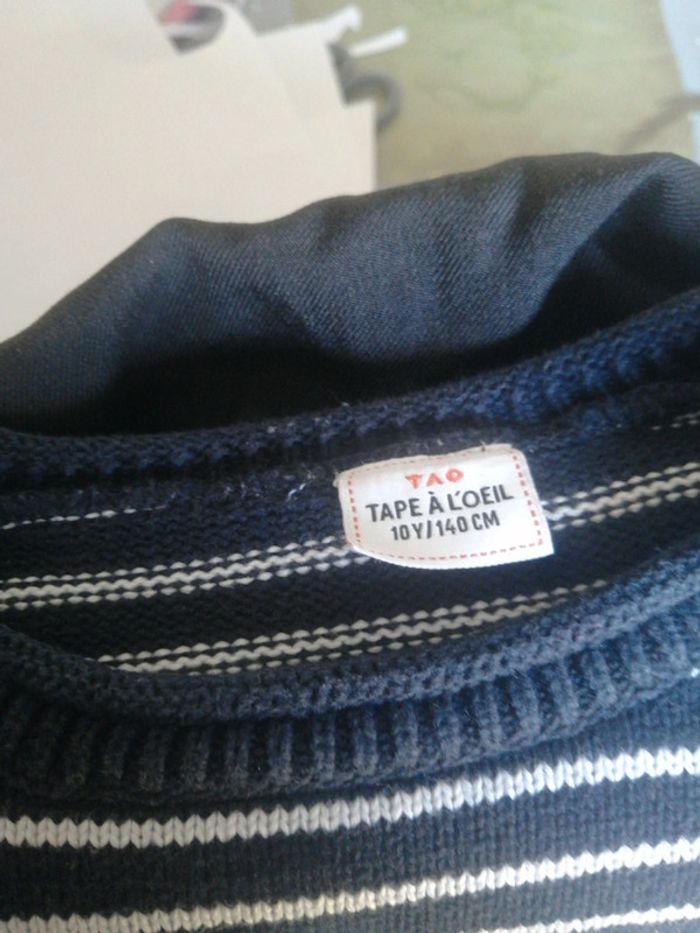 TAO
TAPE À L'OEIL
10Y/140 CM